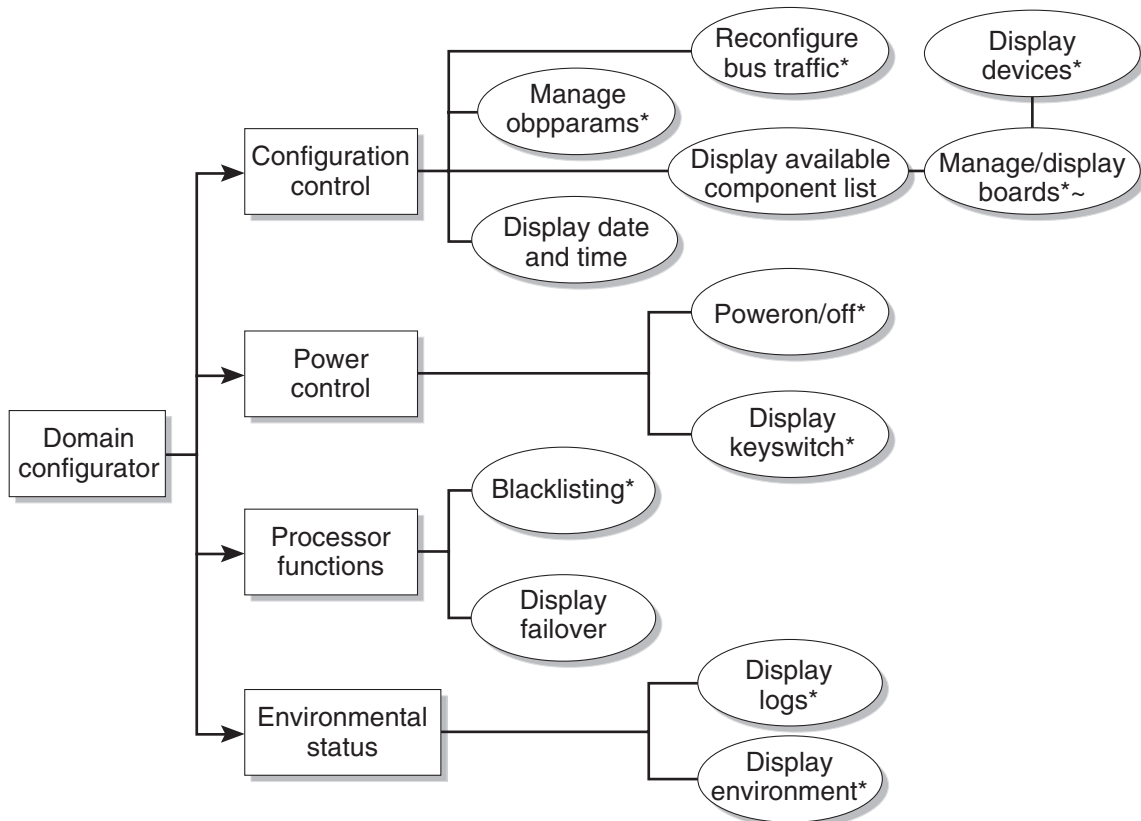 Reconfigure
bus traffic*
Display
devices*
Manage
obpparams*
Configuration
control
Display available
component list
Manage/display
boards*~
Display date
and time
Poweron/off*
Power
control
Display
keyswitch*
Domain
configurator
Blacklisting*
Processor
functions
Display
failover
Display
logs*
Environmental
status
Display
environment*